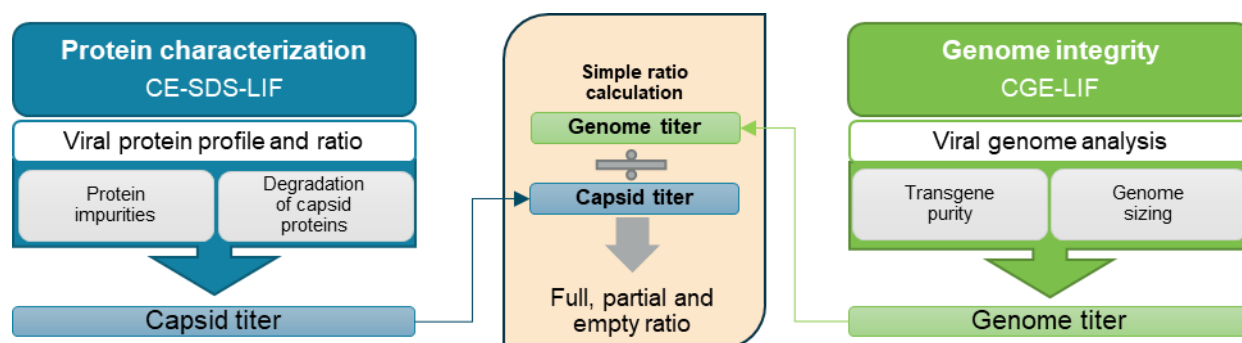 Protein characterization
CE-SDS-LIF
Viral protein profile and ratio
Protein
impurities
Degradation
of capsid
proteins
Capsid titer
Simple ratio
calculation
Genome titer
Capsid titer
Full, partial and
empty ratio
Genome integrity
CGE-LIF
Viral genome analysis
Transgene
purity
Genome
sizing
Genome titer